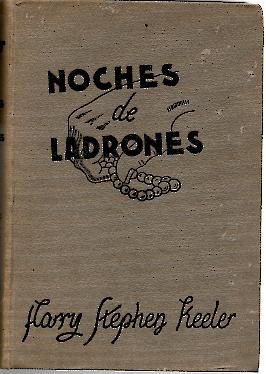 NOCHES
de
LADRONES
Harry Stephen Keeler